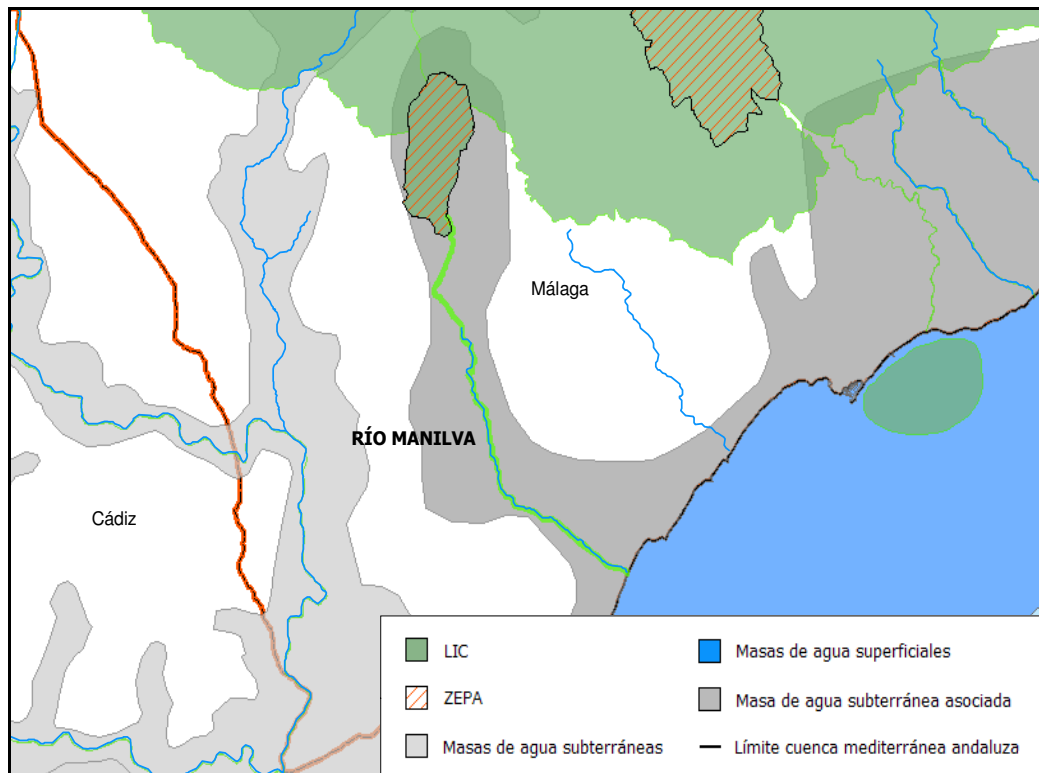 Málaga
RÍO MANILVA
Cádiz
LIC
ZEPA
Masas de agua subterráneas
Masas de agua superficiales
Masa de agua subterránea asociada
Límite cuenca mediterránea andaluza